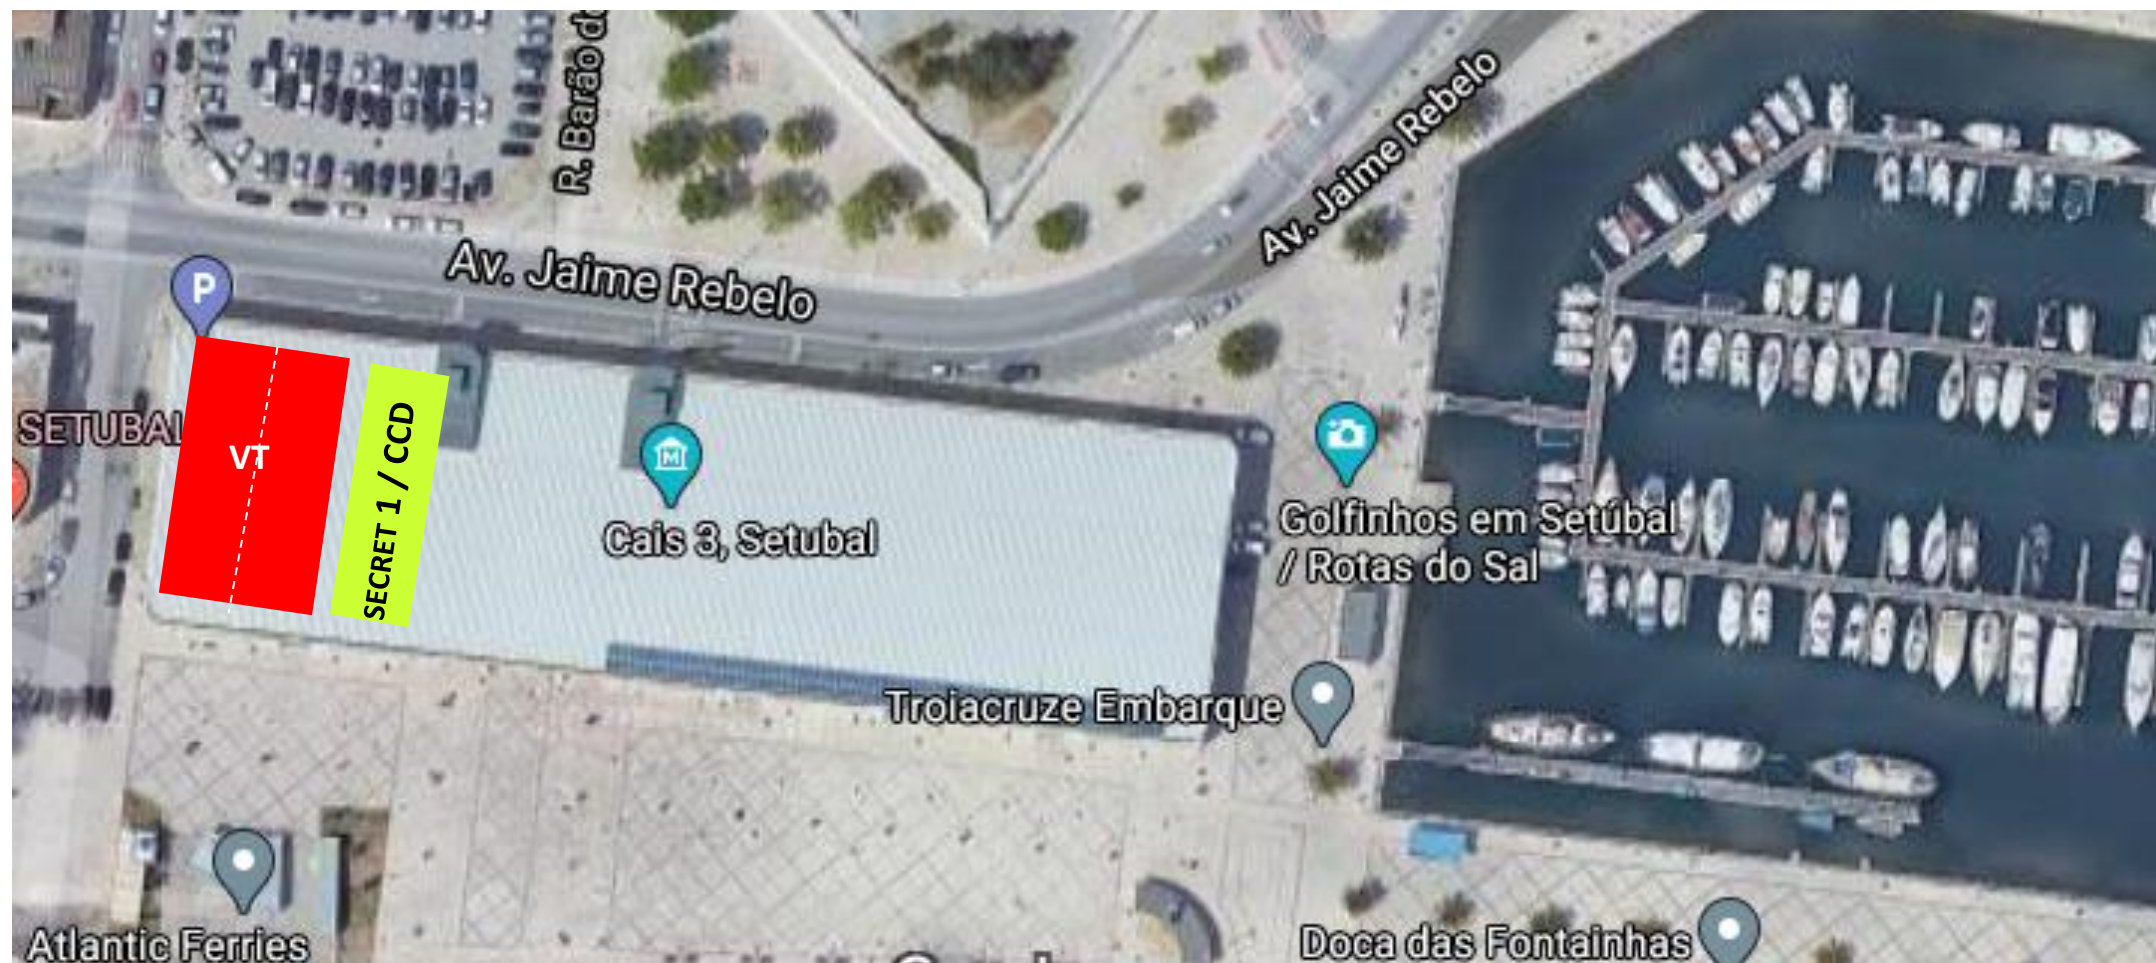 R. Barão d
Av. Jaime Rebelo
Av. Jaime Rebelo
P
SETUBAL
VT
SECRET 1 / CCD
M
Cais 3, Setubal
Golfinhos em Setúbal
/ Rotas do Sal
Troiacruze Embarque
Atlantic Ferries
Doca das Fontainhas